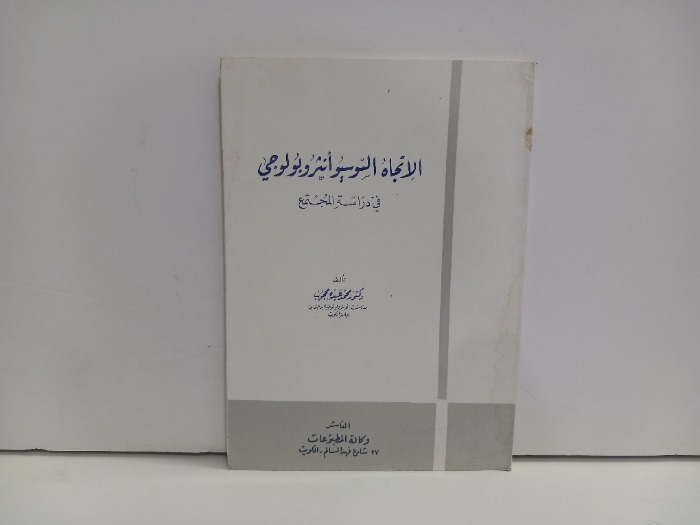 الاتجاه السوسيوأنثروبولوجي
في دراسة المجتمع
تأليف
دكتور محمد عبده محجوب
الناشر
وكالة المطبوعات
٢٧ شارع فهد السالم - الكويت